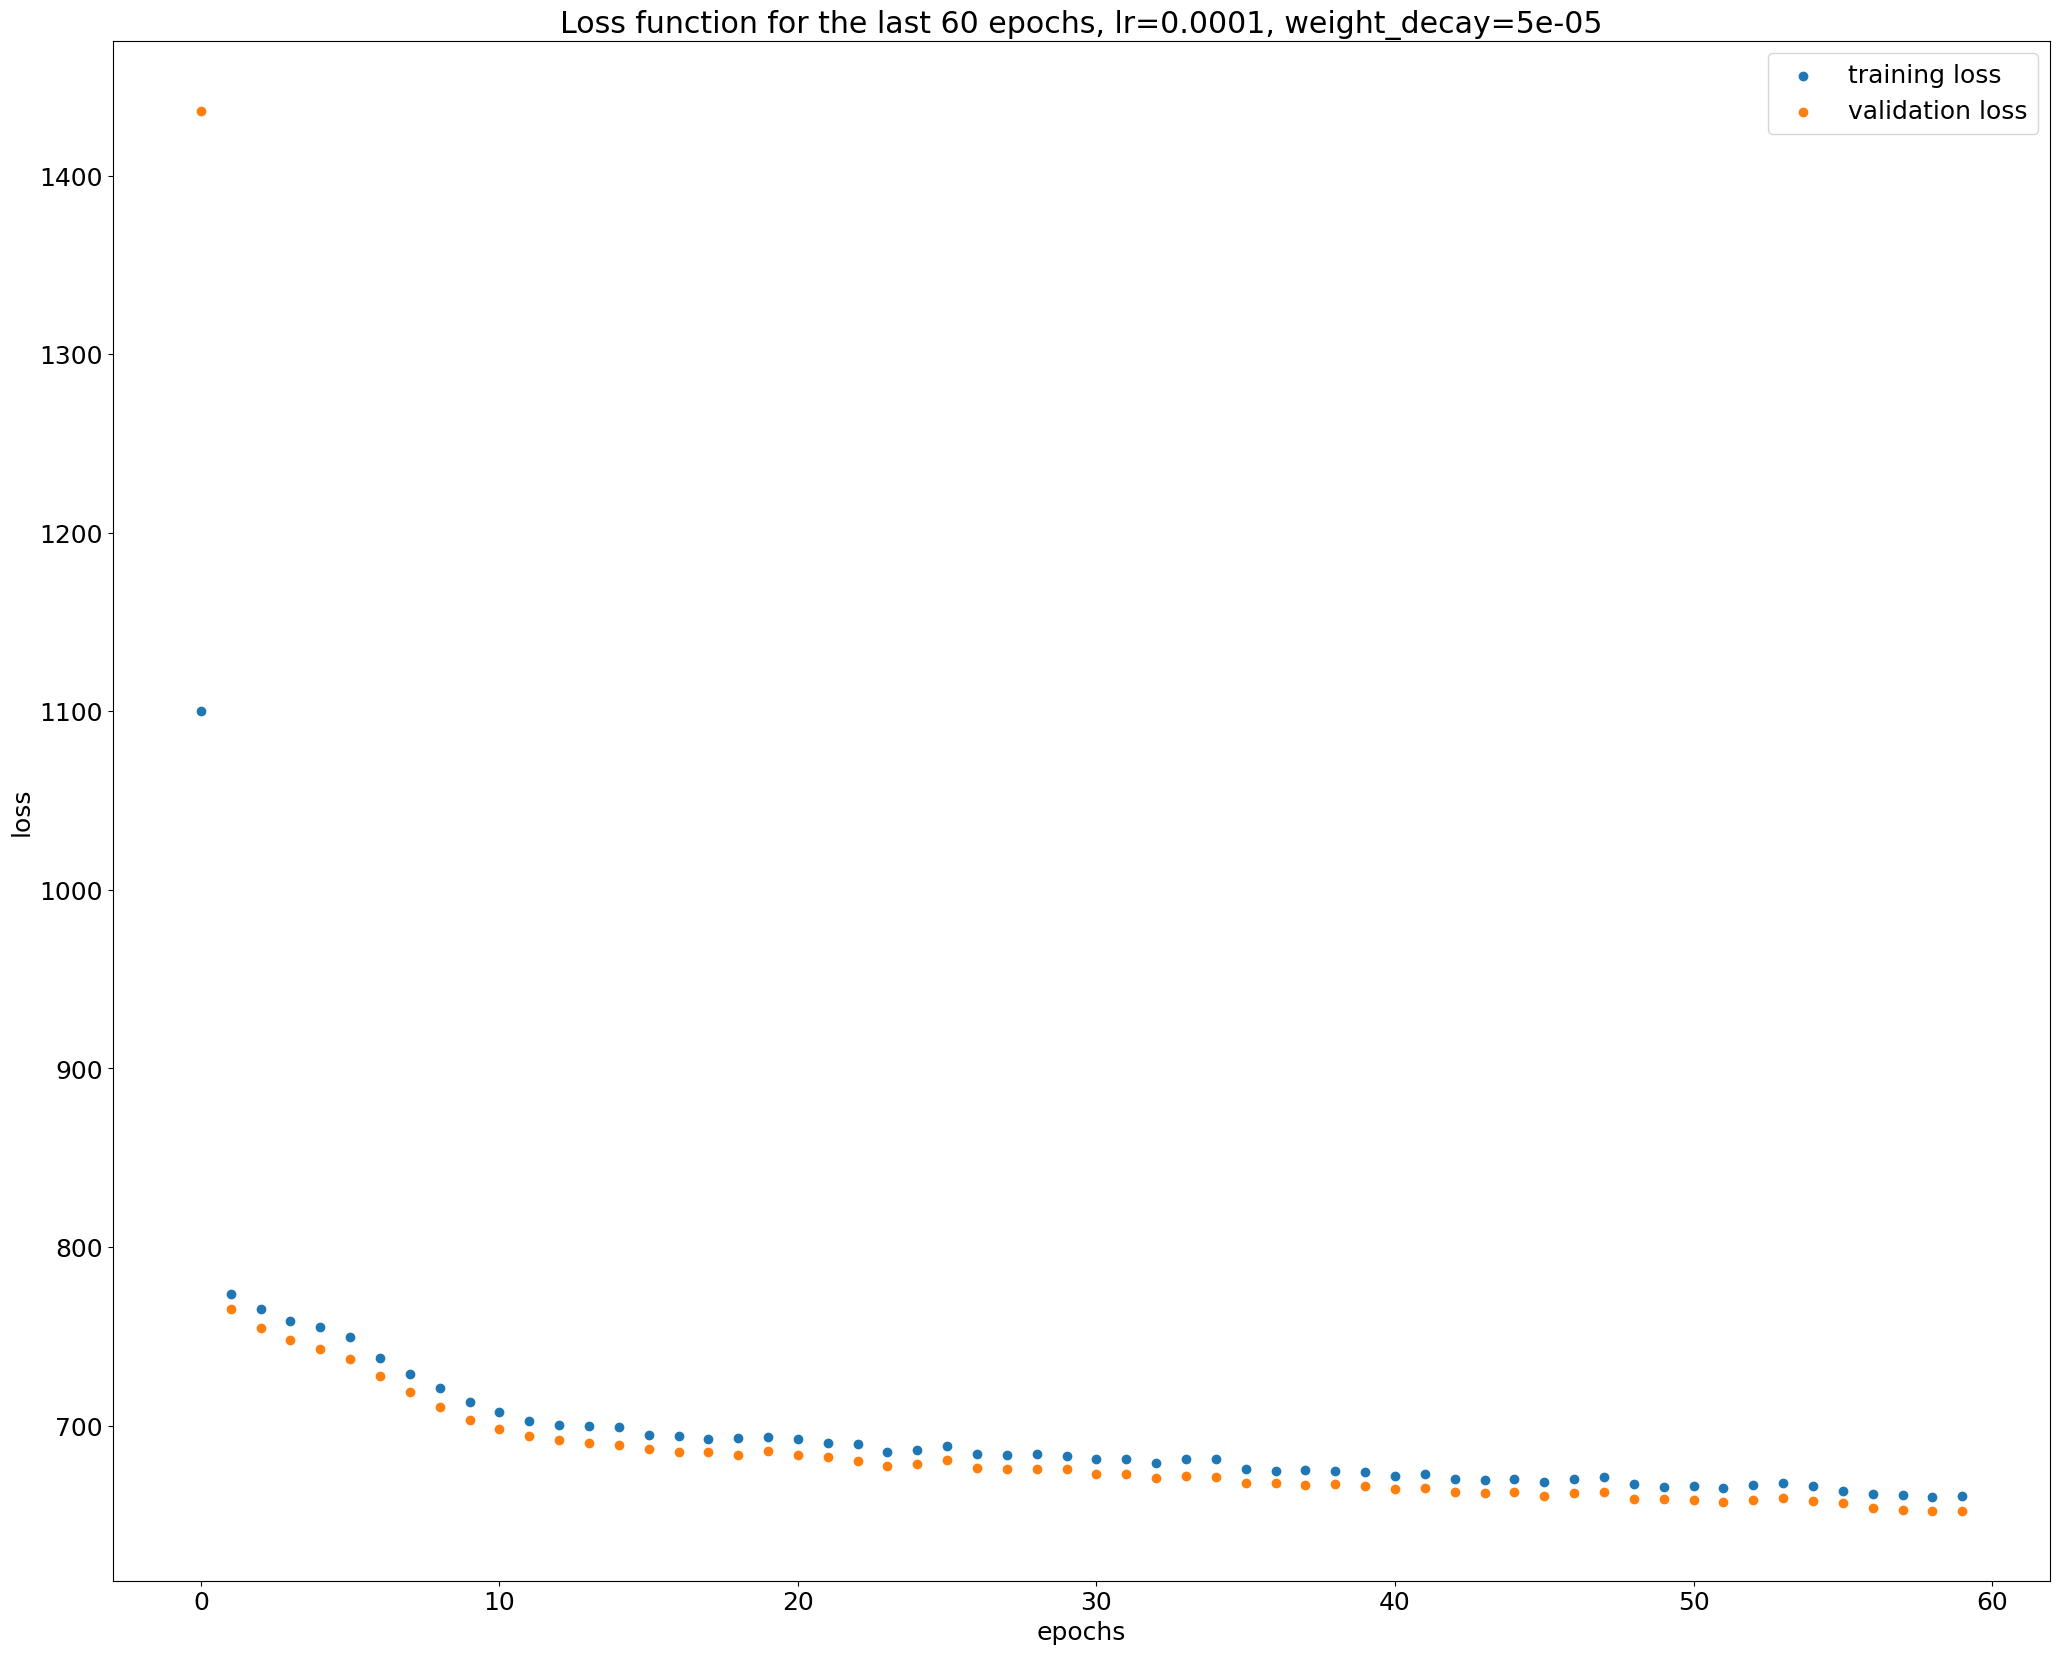 Loss function for the last 60 epochs, lr=0.0001, weight_decay=5e-05
training loss
validation loss
1400
1300
1200
1100
1000
900
800
700
loss
0 10 20 30 40 50 60
epochs